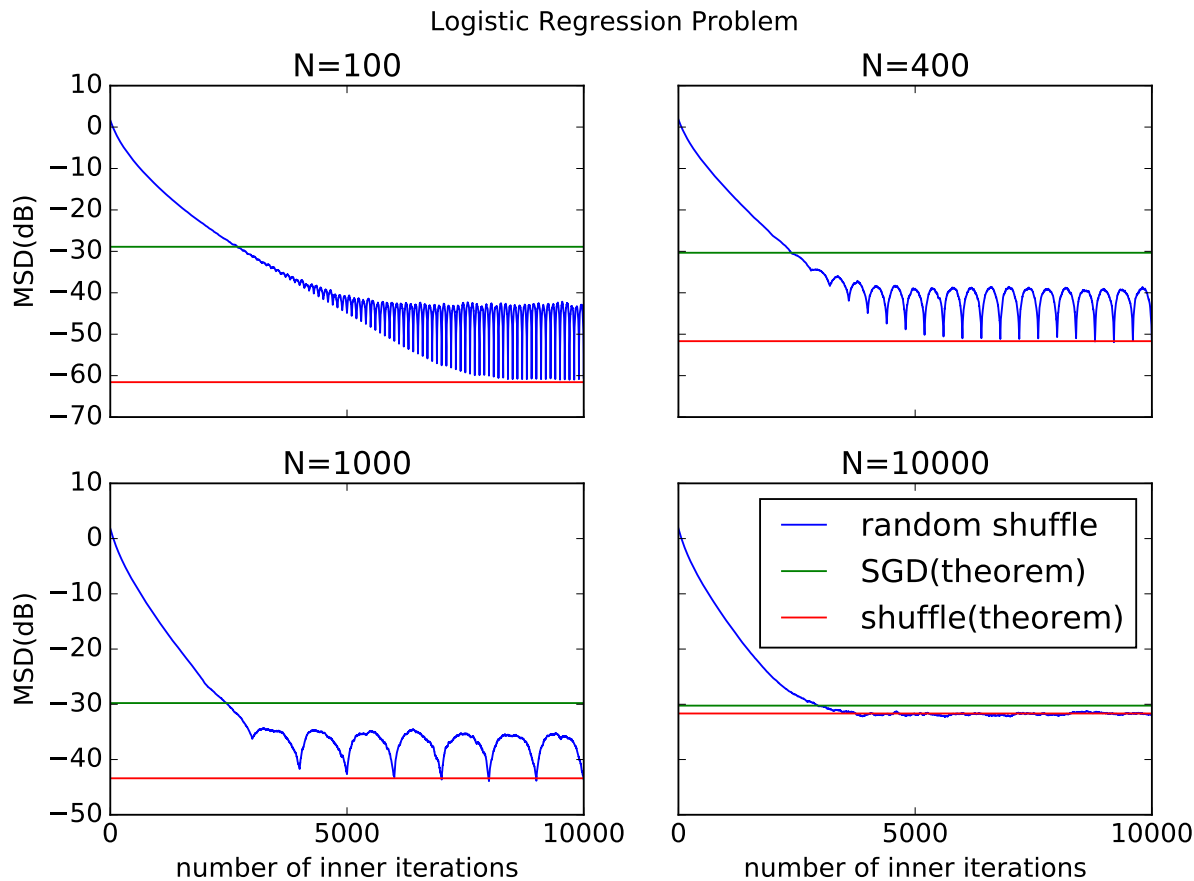 Logistic Regression Problem
N=100
10
0
−10
−20
−30
−40
−50
−60
−70
MSD(dB)
N=400
N=1000
10
0
−10
−20
−30
−40
−50
MSD(dB)
0
5000
10000
number of inner iterations
N=10000
random shuffle
SGD(theorem)
shuffle(theorem)
0
5000
10000
number of inner iterations